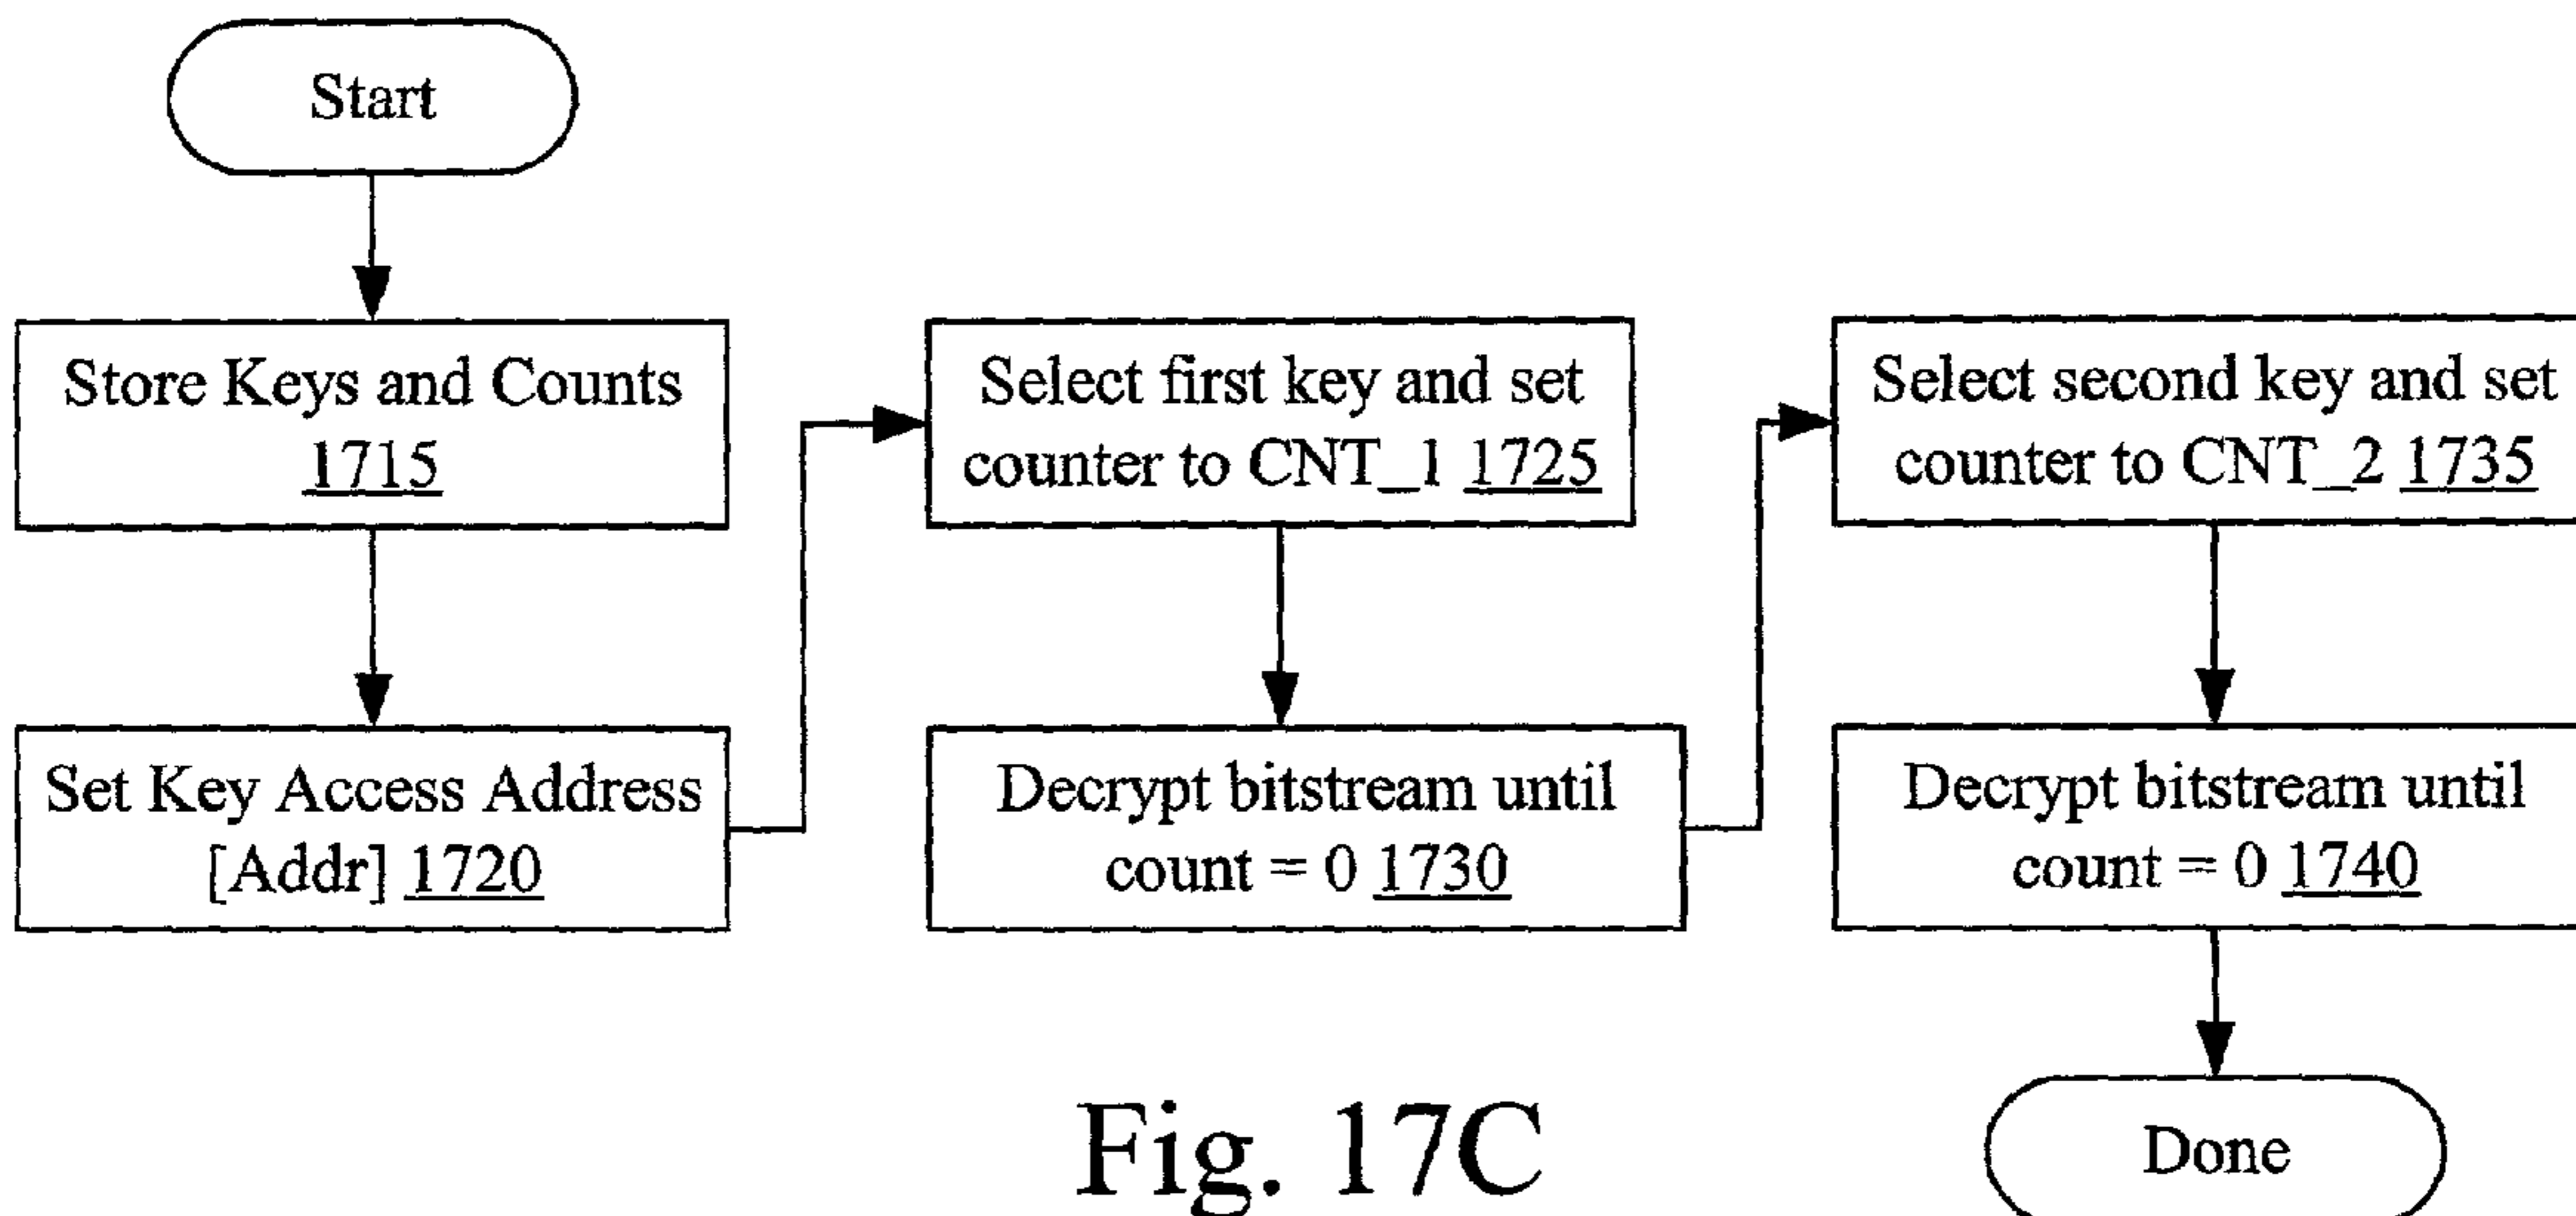 Start
Store Keys and Counts
1715
Set Key Access Address
[Addr] 1720
Select first key and set
counter to CNT_1 1725
Decrypt bitstream until
count = 0 1730
Select second key and set
counter to CNT_2 1735
Decrypt bitstream until
count = 0 1740
Done
Fig. 17C